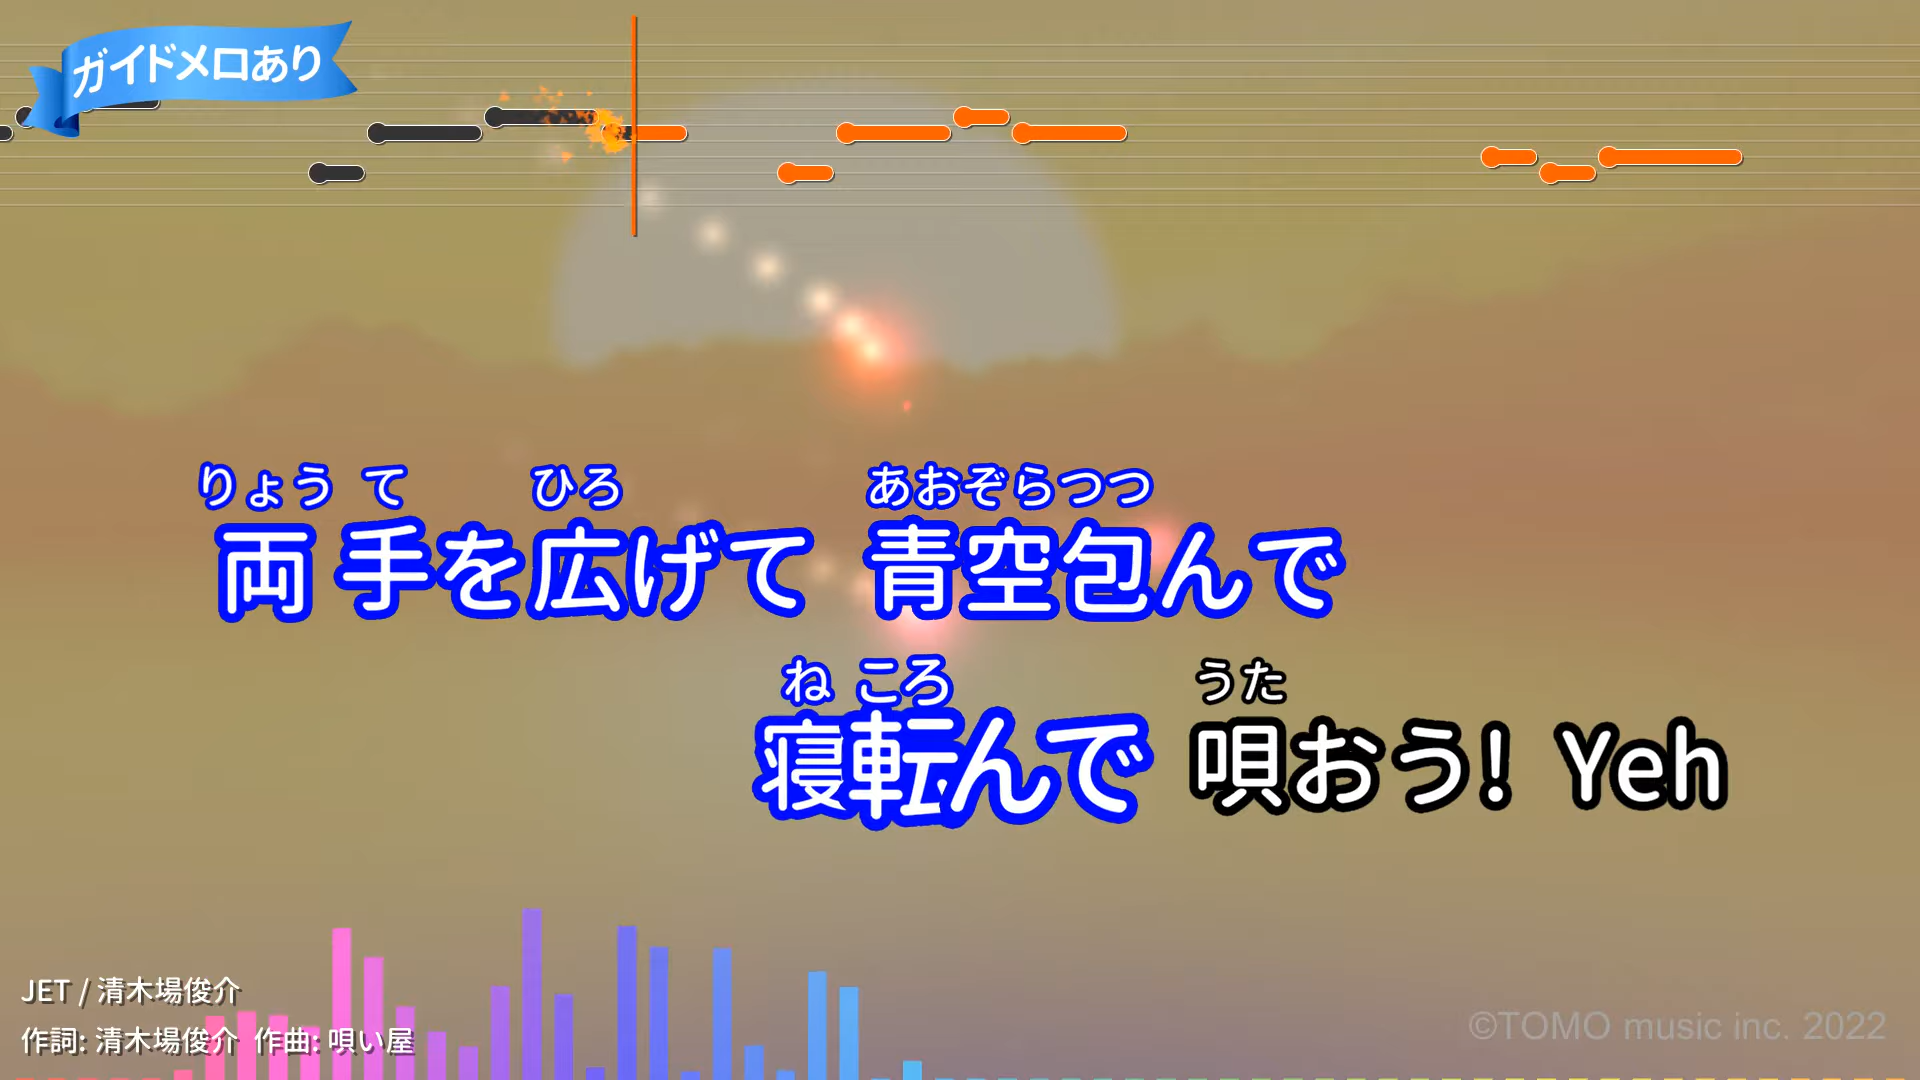 ガイドメロあり
りょう て ひろ あおぞらつつ
両手を広げて 青空包んで
ね ころ うた
寝転んで 唄おう! Yeh
JET / 清木場俊介
作詞: 清木場俊介 作曲: 唄い屋
©TOMO music inc. 2022